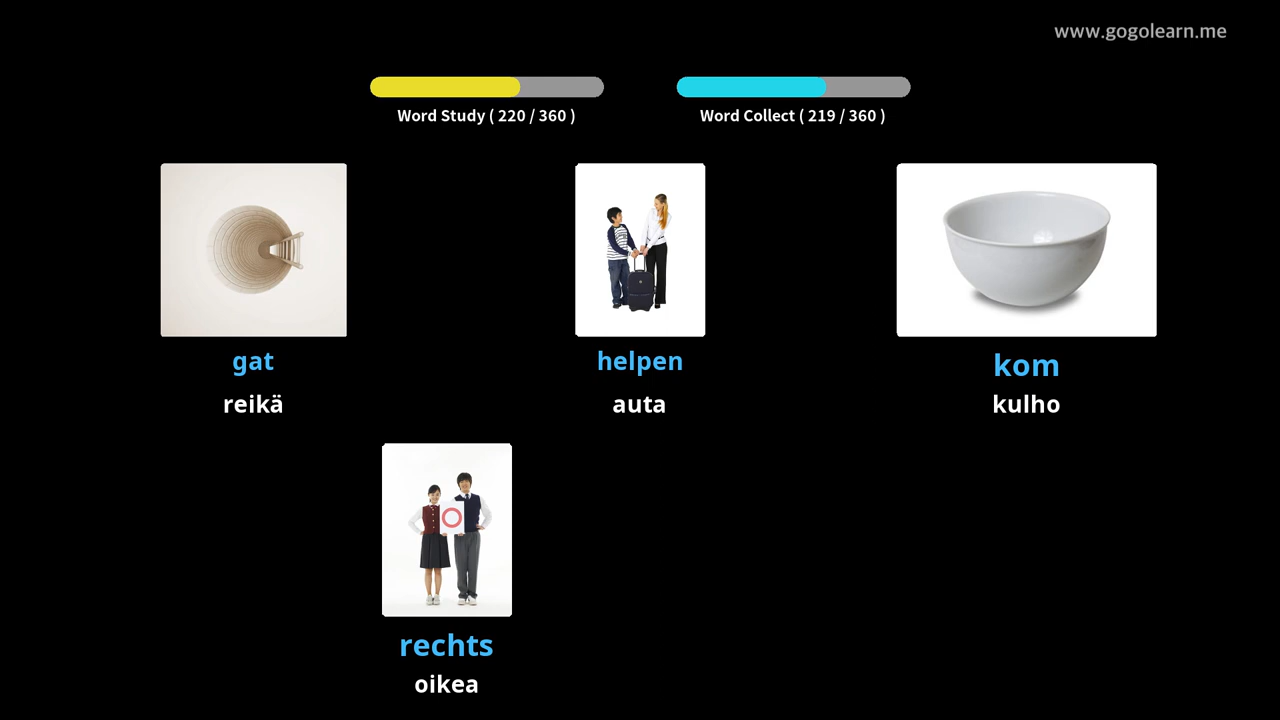 www.gogolearn.me
Word Study ( 220 / 360 )
Word Collect ( 219 / 360 )
gat
helpen
kom
reikä
auta
kulho
rechts
oikea